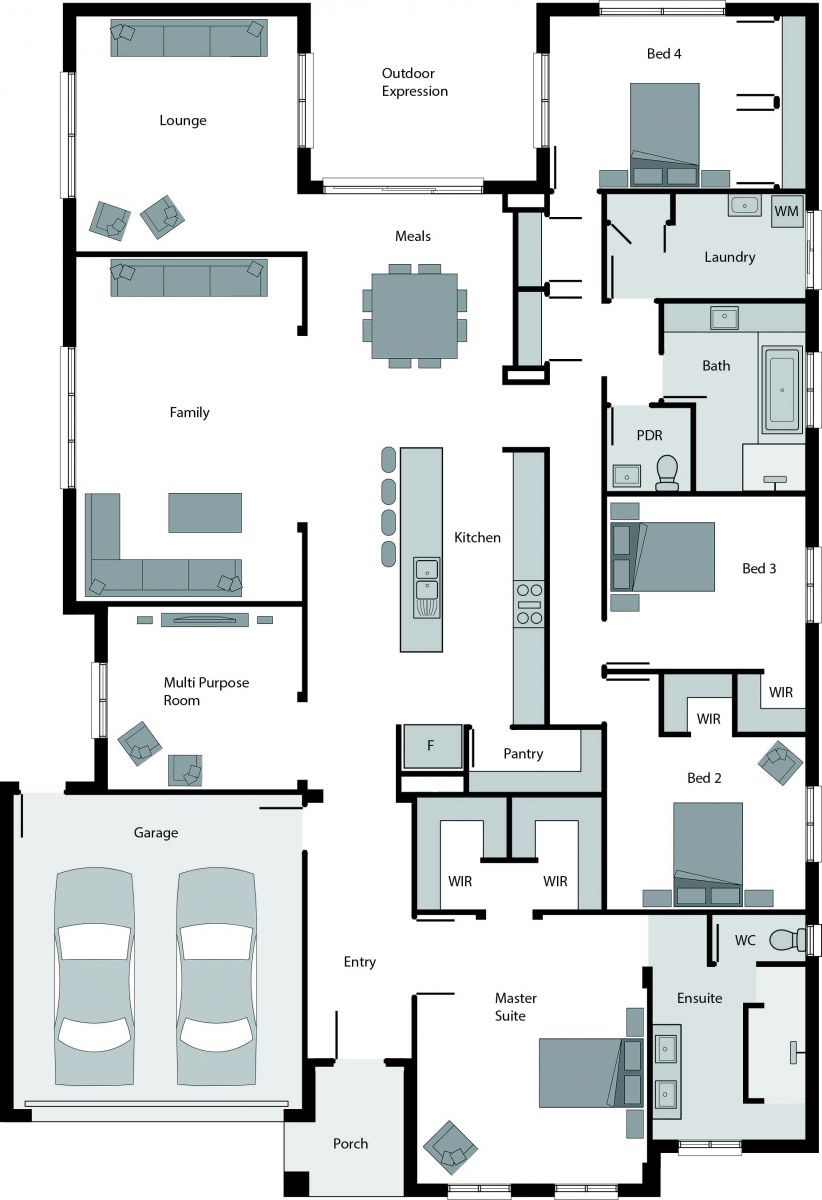 Bed 4
Outdoor
Expression
Lounge
WM
Meals
Laundry
Bath
Family
PDR
Kitchen
Bed 3
Multi Purpose
Room
WIR
WIR
F
Pantry
Bed 2
Garage
WIR
WIR
WC
Entry
Master
Suite
Ensuite
Porch